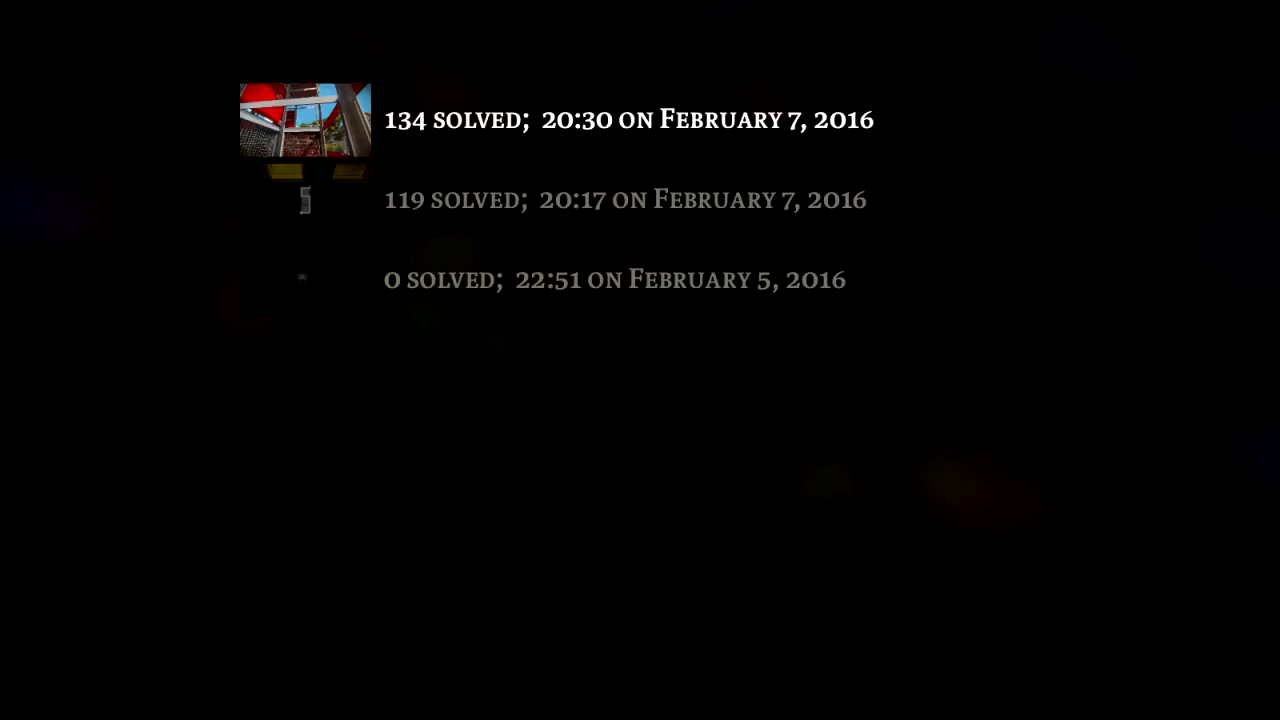 134 solved; 20:30 on February 7, 2016
119 solved; 20:17 on February 7, 2016
0 solved; 22:51 on February 5, 2016